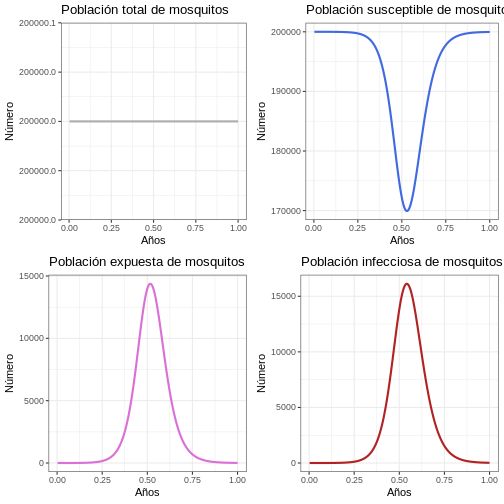 Población total de mosquitos
Número
200000.1
200000.0
200000.0
200000.0
200000.0
0.00 0.25 0.50 0.75 1.00
Años
Población susceptible de mosquito
Número
200000
190000
180000
170000
0.00 0.25 0.50 0.75 1.00
Años
Población expuesta de mosquitos
Número
15000
10000
5000
0
0.00 0.25 0.50 0.75 1.00
Años
Población infecciosa de mosquitos
Número
15000
10000
5000
0
0.00 0.25 0.50 0.75 1.00
Años